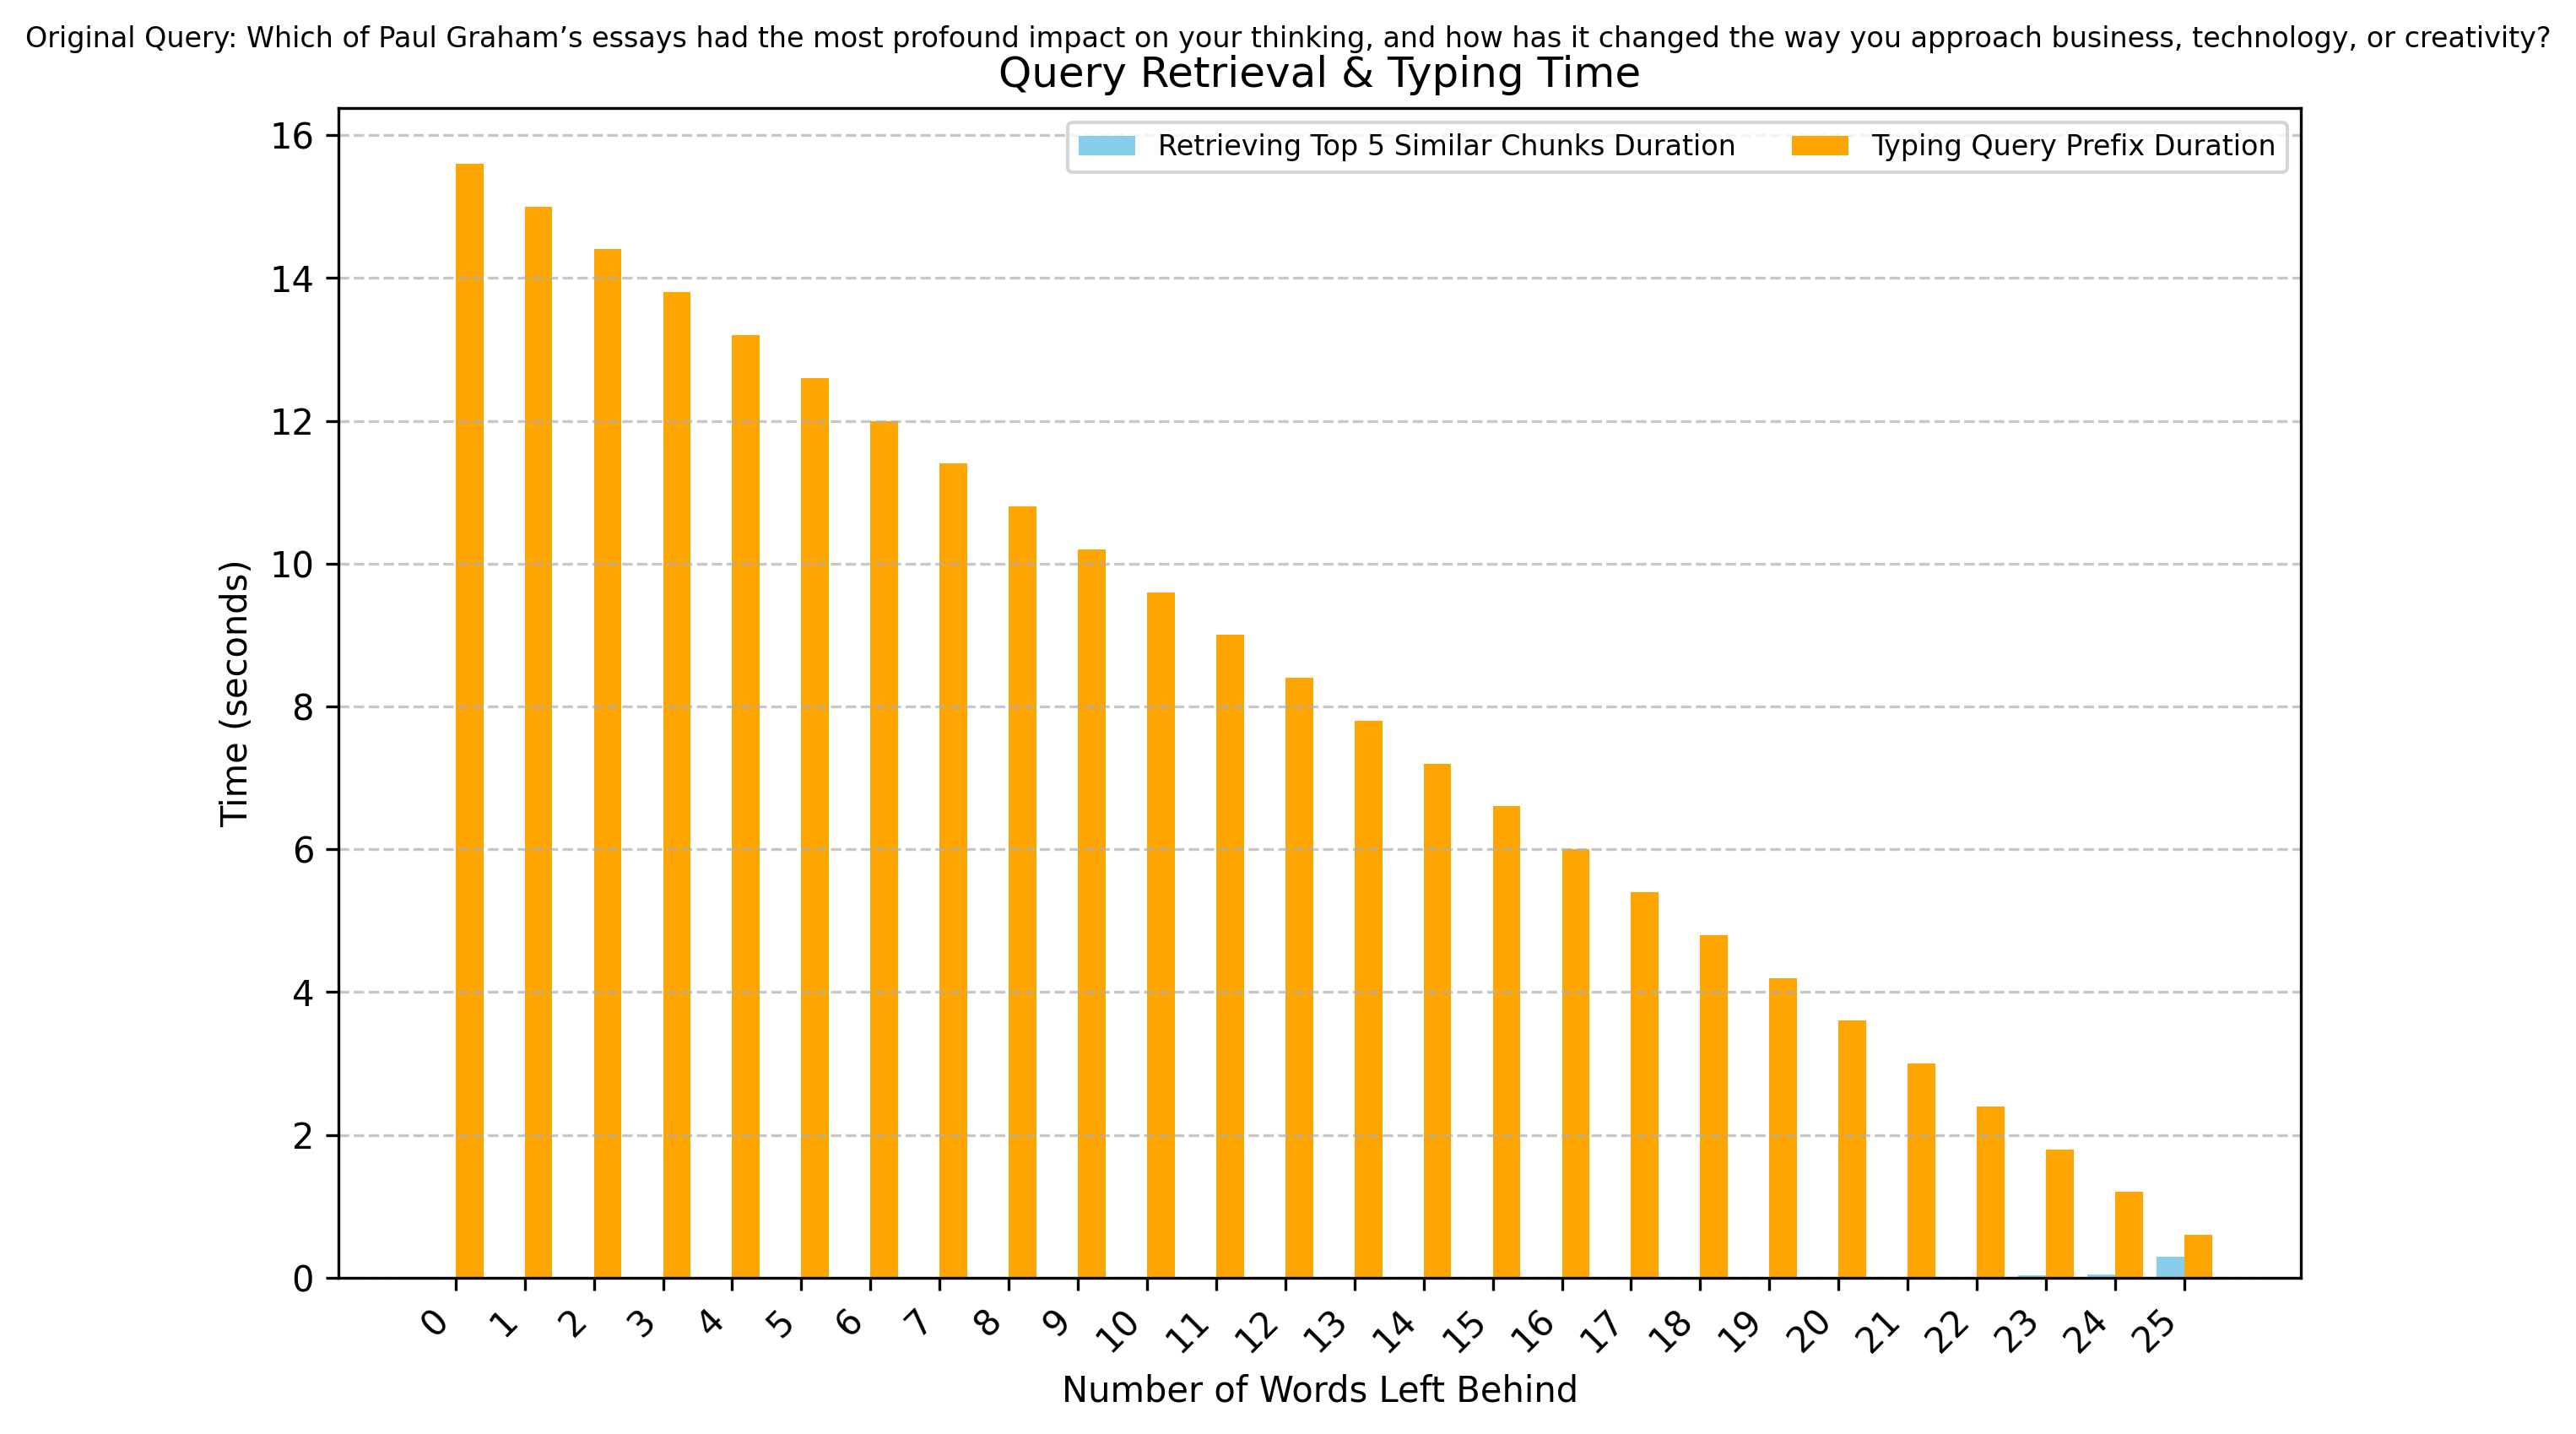 Original Query: Which of Paul Graham’s essays had the most profound impact on your thinking, and how has it changed the way you approach business, technology, or creativity?
Query Retrieval & Typing Time
Retrieving Top 5 Similar Chunks Duration
Typing Query Prefix Duration
Time (seconds)
16
14
12
10
8
6
4
2
0
0 1 2 3 4 5 6 7 8 9 10 11 12 13 14 15 16 17 18 19 20 21 22 23 24 25
Number of Words Left Behind